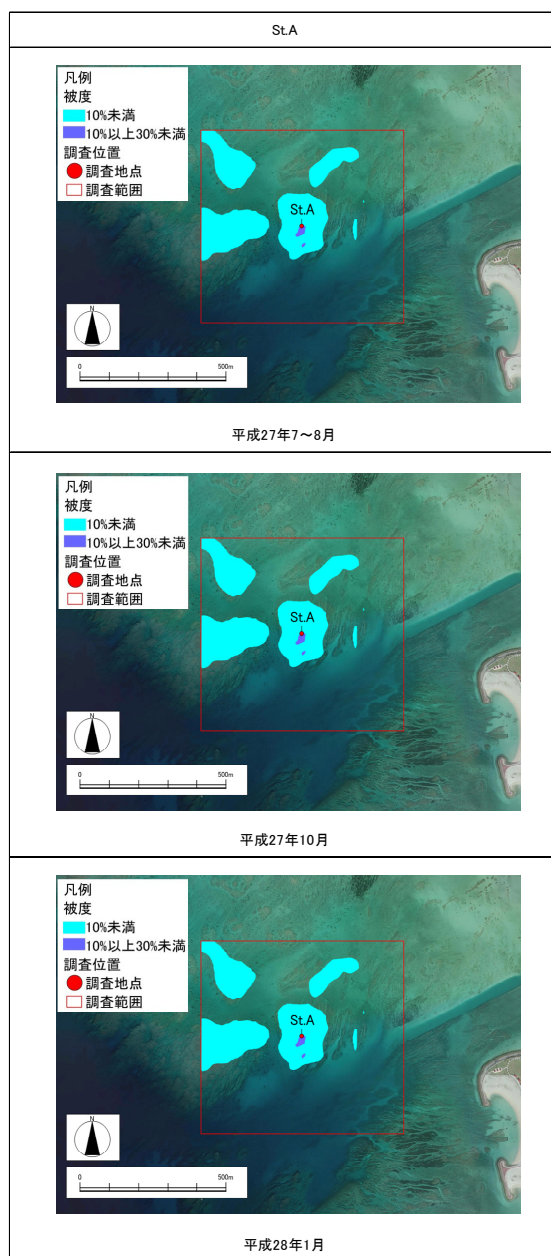 St.A
凡例
被度
10%未満
10%以上30%未満
調査位置
調査地点
調査範囲
St.A
N
0 500m
平成27年7～8月
凡例
被度
10%未満
10%以上30%未満
調査位置
調査地点
調査範囲
St.A
N
0 500m
平成27年10月
凡例
被度
10%未満
10%以上30%未満
調査位置
調査地点
調査範囲
St.A
N
0 500m
平成28年1月